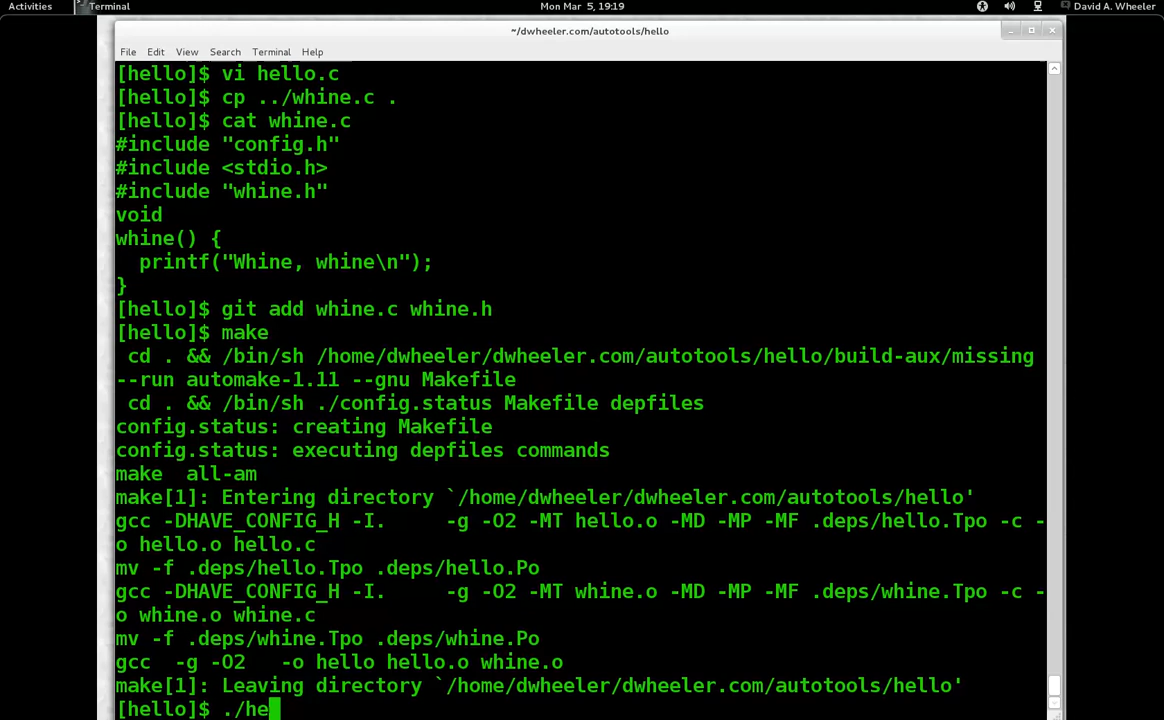 Activities Terminal Mon Mar 5, 19:19 David A. Wheeler
~/dwheeler.com/autotools/hello
File Edit View Search Terminal Help
[hello]$ vi hello.c
[hello]$ cp ../whine.c .
[hello]$ cat whine.c
#include "config.h"
#include <stdio.h>
#include "whine.h"
void
whine() {
  printf("Whine, whine\n");
}
[hello]$ git add whine.c whine.h
[hello]$ make
 cd . && /bin/sh /home/dwheeler/dwheeler.com/autotools/hello/build-aux/missing
--run automake-1.11 --gnu Makefile
 cd . && /bin/sh ./config.status Makefile depfiles
config.status: creating Makefile
config.status: executing depfiles commands
make  all-am
make[1]: Entering directory `/home/dwheeler/dwheeler.com/autotools/hello'
gcc -DHAVE_CONFIG_H -I.     -g -O2 -MT hello.o -MD -MP -MF .deps/hello.Tpo -c -
o hello.o hello.c
mv -f .deps/hello.Tpo .deps/hello.Po
gcc -DHAVE_CONFIG_H -I.     -g -O2 -MT whine.o -MD -MP -MF .deps/whine.Tpo -c -
o whine.o whine.c
mv -f .deps/whine.Tpo .deps/whine.Po
gcc  -g -O2   -o hello hello.o whine.o
make[1]: Leaving directory `/home/dwheeler/dwheeler.com/autotools/hello'
[hello]$ ./he